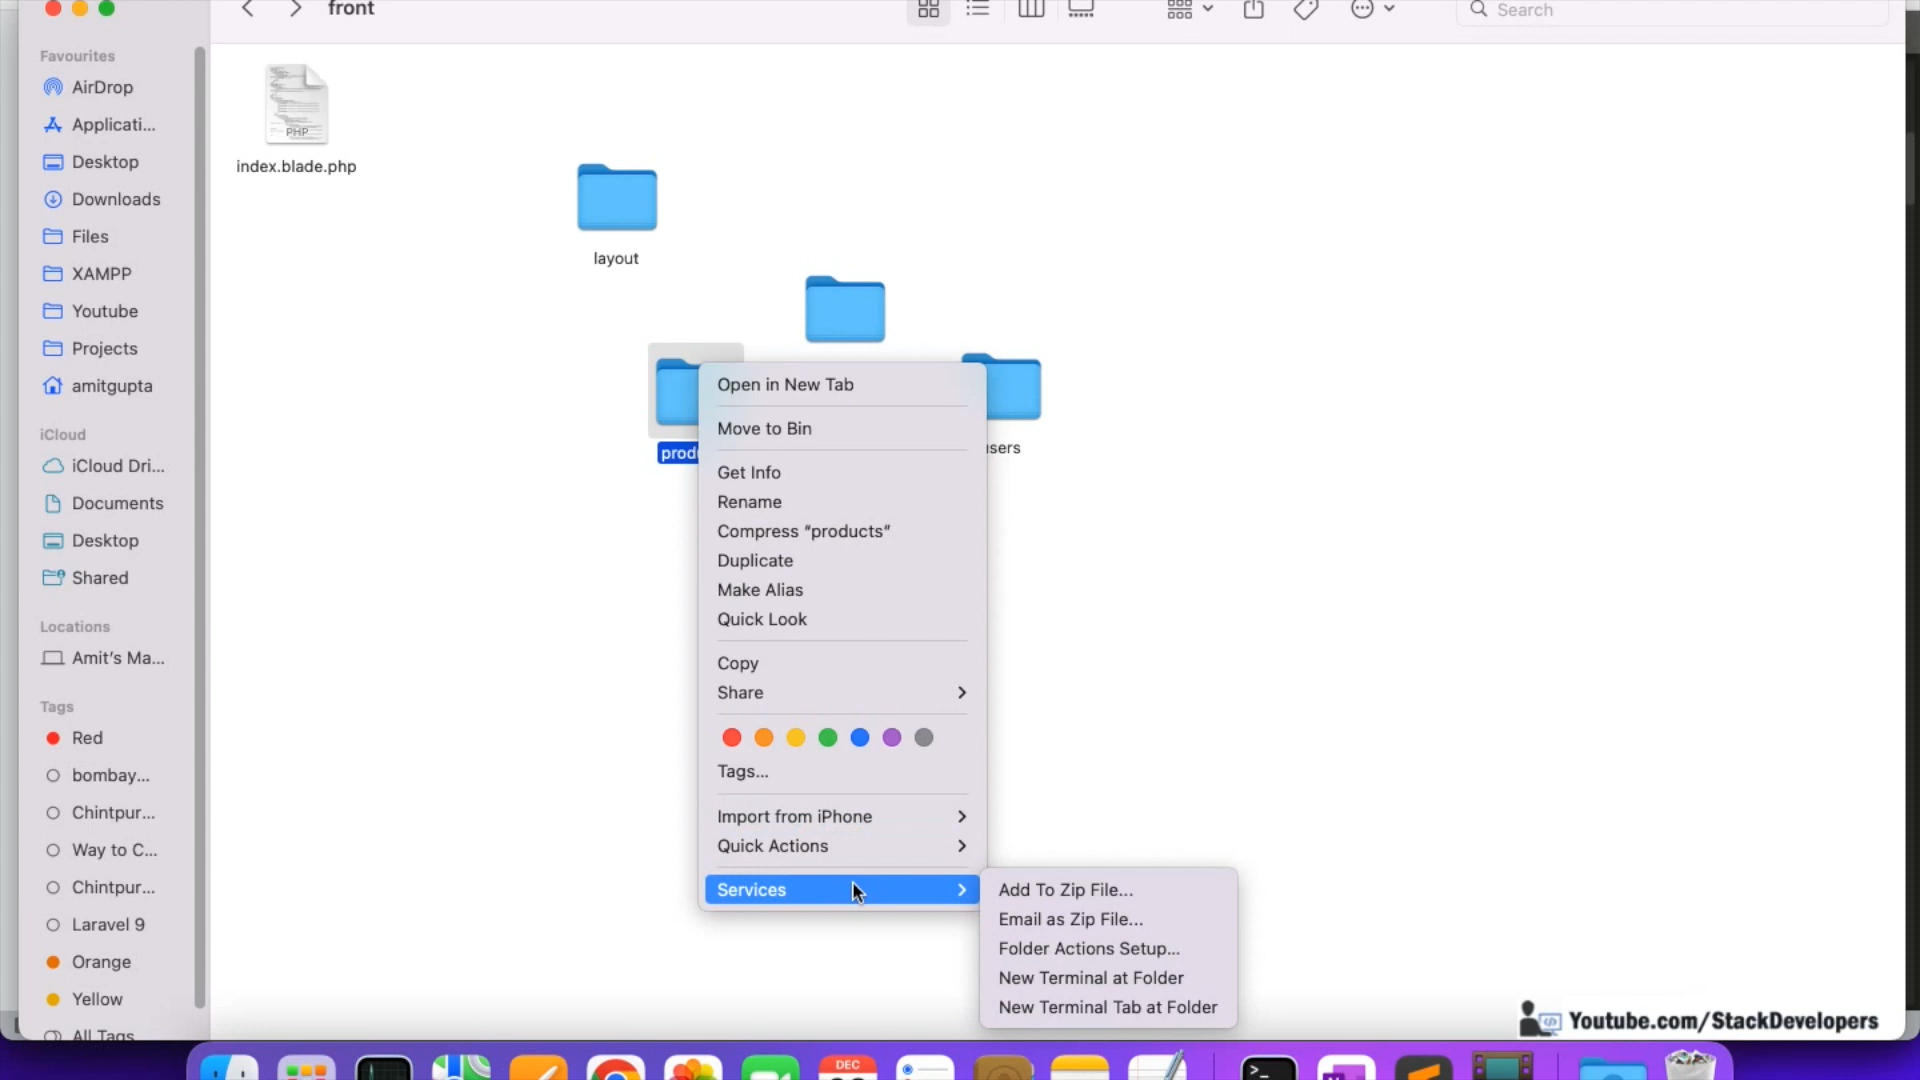 front
Search
Favourites
AirDrop
Applicati...
Desktop
Downloads
Files
XAMPP
Youtube
Projects
amitgupta
iCloud
iCloud Dri...
Documents
Desktop
Shared
Locations
Amit's Ma...
Tags
Red
bombay...
Chintpur...
Way to C...
Chintpur...
Laravel 9
Orange
Yellow
All Tags
PHP
index.blade.php
layout
Open in New Tab
Move to Bin
Get Info
Rename
Compress “products”
Duplicate
Make Alias
Quick Look
Copy
Share
Tags...
Import from iPhone
Quick Actions
Services
Add To Zip File...
Email as Zip File...
Folder Actions Setup...
New Terminal at Folder
New Terminal Tab at Folder
Youtube.com/StackDevelopers
DEC